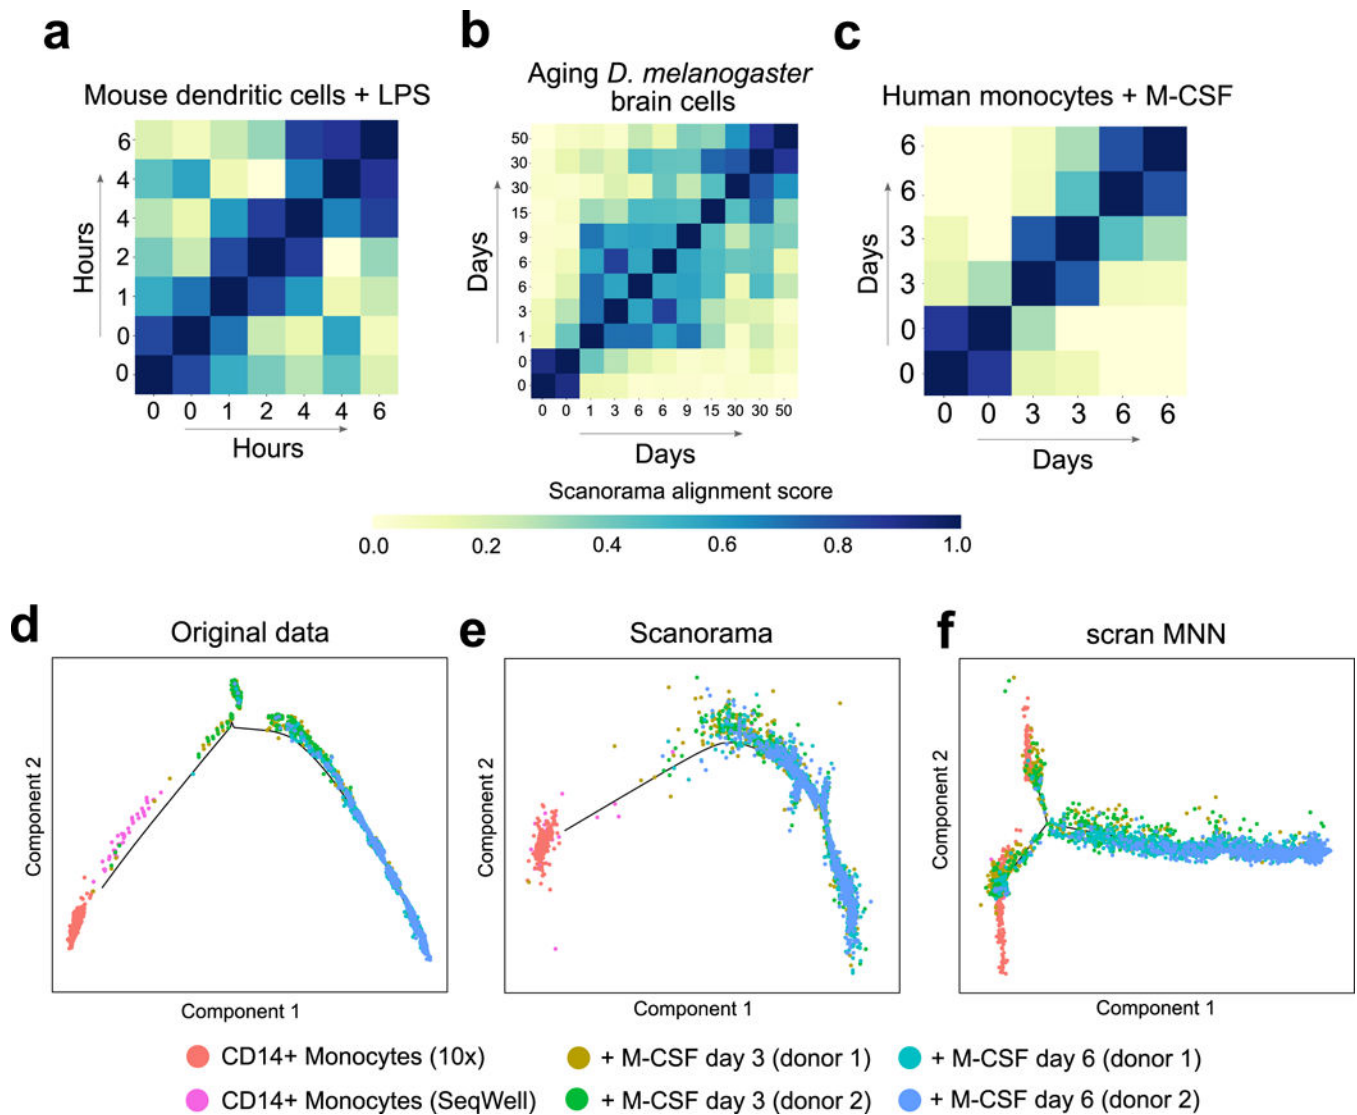 a
Mouse dendritic cells + LPS
6
4
4
2
1
0
0
Hours
0 0 1 2 4 4 6
Hours
b
Aging D. melanogaster
brain cells
50
30
30
15
9
6
6
3
1
0
0
Days
0 0 1 3 6 6 9 15 30 30 50
Days
c
Human monocytes + M-CSF
6
6
3
3
0
0
Days
0 0 3 3 6 6
Days
Scanorama alignment score
0.0 0.2 0.4 0.6 0.8 1.0
d
Original data
Component 2
Component 1
e
Scanorama
Component 2
Component 1
f
scran MNN
Component 2
Component 1
CD14+ Monocytes (10x)
CD14+ Monocytes (SeqWell)
+ M-CSF day 3 (donor 1)
+ M-CSF day 3 (donor 2)
+ M-CSF day 6 (donor 1)
+ M-CSF day 6 (donor 2)